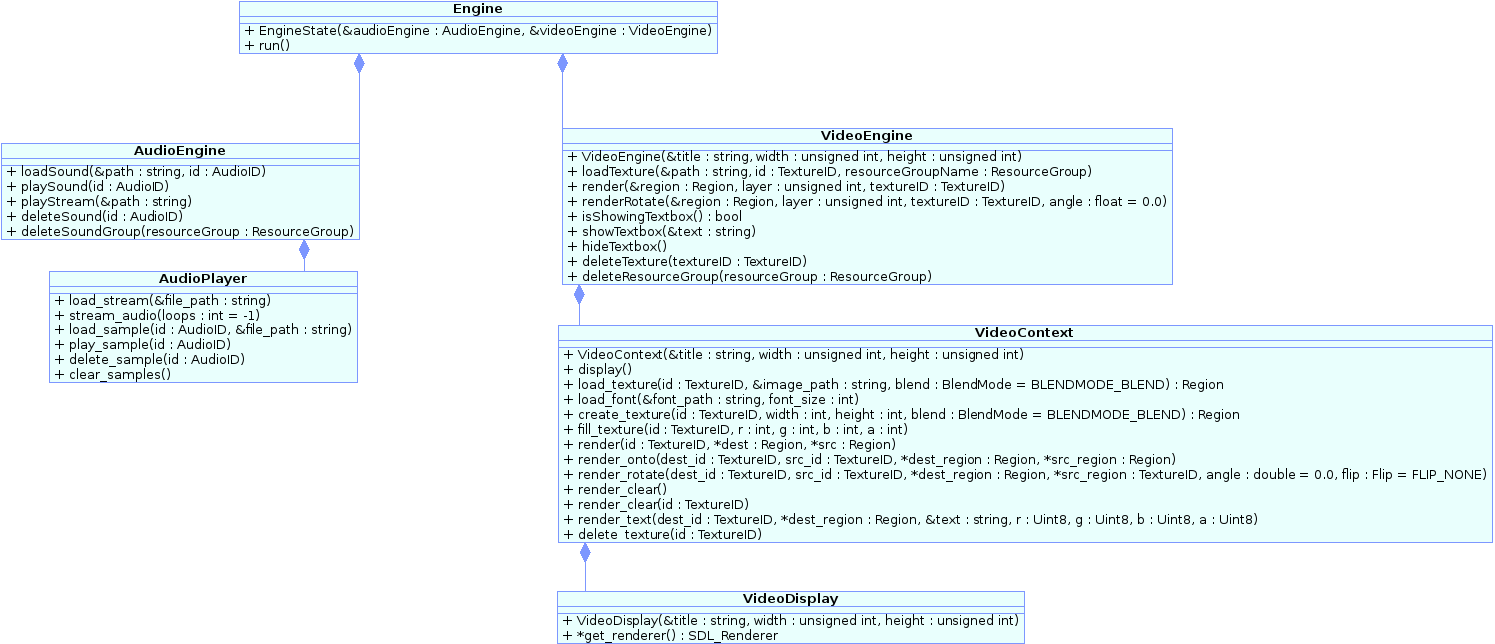 Engine
+ EngineState(&audioEngine : AudioEngine, &videoEngine : VideoEngine)
+ run()
AudioEngine
+ loadSound(&path : string, id : AudioID)
+ playSound(id : AudioID)
+ playStream(&path : string)
+ deleteSound(id : AudioID)
+ deleteSoundGroup(resourceGroup : ResourceGroup)
VideoEngine
+ VideoEngine(&title : string, width : unsigned int, height : unsigned int)
+ loadTexture(&path : string, id : TextureID, resourceGroupName : ResourceGroup)
+ render(&region : Region, layer : unsigned int, textureID : TextureID)
+ renderRotate(&region : Region, layer : unsigned int, textureID : TextureID, angle : float = 0.0)
+ isShowingTextbox() : bool
+ showTextbox(&text : string)
+ hideTextbox()
+ deleteTexture(textureID : TextureID)
+ deleteResourceGroup(resourceGroup : ResourceGroup)
AudioPlayer
+ load_stream(&file_path : string)
+ stream_audio(loops : int = -1)
+ load_sample(id : AudioID, &file_path : string)
+ play_sample(id : AudioID)
+ delete_sample(id : AudioID)
+ clear_samples()
VideoContext
+ VideoContext(&title : string, width : unsigned int, height : unsigned int)
+ display()
+ load_texture(id : TextureID, &image_path : string, blend : BlendMode = BLENDMODE_BLEND) : Region
+ load_font(&font_path : string, font_size : int)
+ create_texture(id : TextureID, width : int, height : int, blend : BlendMode = BLENDMODE_BLEND) : Region
+ fill_texture(id : TextureID, r : int, g : int, b : int, a : int)
+ render(id : TextureID, *dest : Region, *src : Region)
+ render_onto(dest_id : TextureID, src_id : TextureID, *dest_region : Region, *src_region : Region)
+ render_rotate(dest_id : TextureID, src_id : TextureID, *dest_region : Region, *src_region : TextureID, angle : double = 0.0, flip : Flip = FLIP_NONE)
+ render_clear()
+ render_clear(id : TextureID)
+ render_text(dest_id : TextureID, *dest_region : Region, &text : string, r : Uint8, g : Uint8, b : Uint8, a : Uint8)
+ delete_texture(id : TextureID)
VideoDisplay
+ VideoDisplay(&title : string, width : unsigned int, height : unsigned int)
+ *get_renderer() : SDL_Renderer